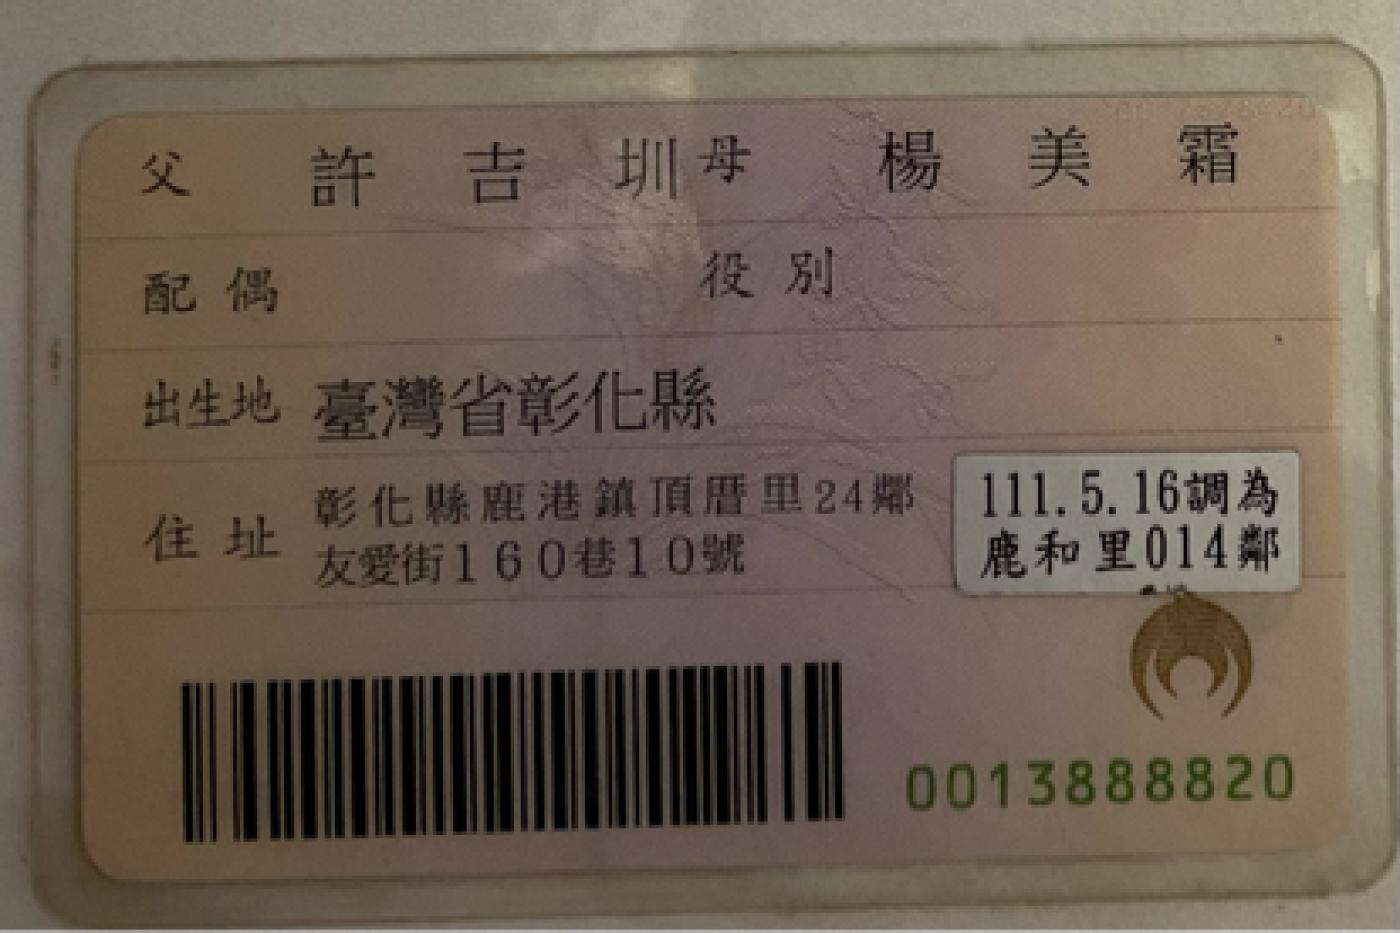 父 許吉圳 母 楊美霜
配偶 役別
出生地 臺灣省彰化縣
住址 彰化縣鹿港鎮頂厝里24鄰
友愛街160巷10號
111.5.16調為
鹿和里014鄰
0013888820